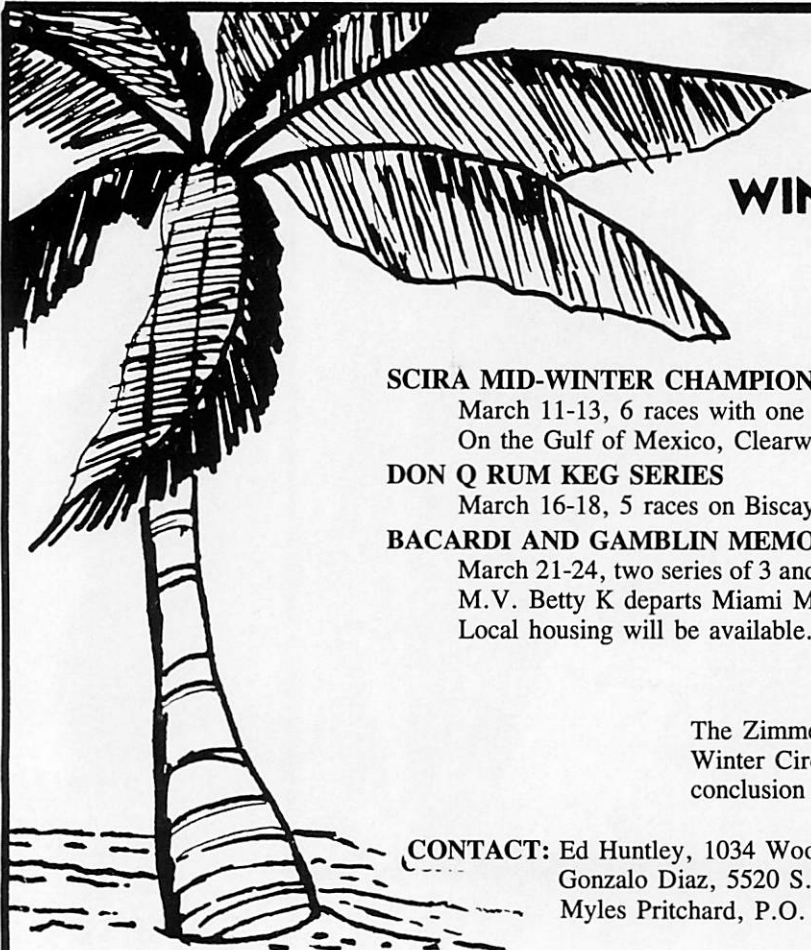 WIN
SCIRA MID-WINTER CHAMPION
March 11-13, 6 races with one
On the Gulf of Mexico, Clearw
DON Q RUM KEG SERIES
March 16-18, 5 races on Biscay
BACARDI AND GAMBLIN MEMO
March 21-24, two series of 3 and
M.V. Betty K departs Miami M
Local housing will be available.
The Zimme
Winter Cir
conclusion
CONTACT: Ed Huntley, 1034 Woo
Gonzalo Diaz, 5520 S.
Myles Pritchard, P.O.